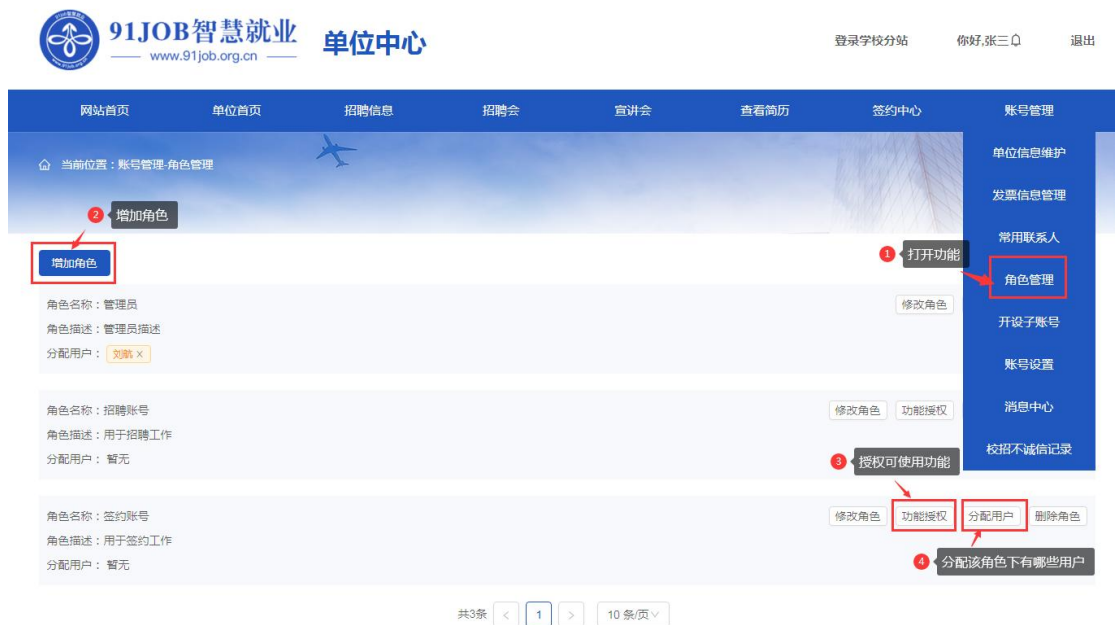 91JOB智慧就业
www.91job.org.cn
单位中心
登录学校分站 你好,张三 退出
网站首页 单位首页 招聘信息 招聘会 宣讲会 查看简历 签约中心 账号管理
当前位置：账号管理-角色管理
单位信息维护
发票信息管理
常用联系人
角色管理
开设子账号
账号设置
消息中心
校招不诚信记录
2 增加角色
1 打开功能
增加角色
角色名称：管理员
修改角色
角色描述：管理员描述
分配用户： 刘航 X
角色名称：招聘账号
修改角色 功能授权
角色描述：用于招聘工作
分配用户： 暂无
3 授权可使用功能
角色名称：签约账号
修改角色 功能授权 分配用户 删除角色
角色描述：用于签约工作
分配用户： 暂无
4 分配该角色下有哪些用户
共3条 < 1 > 10 条/页